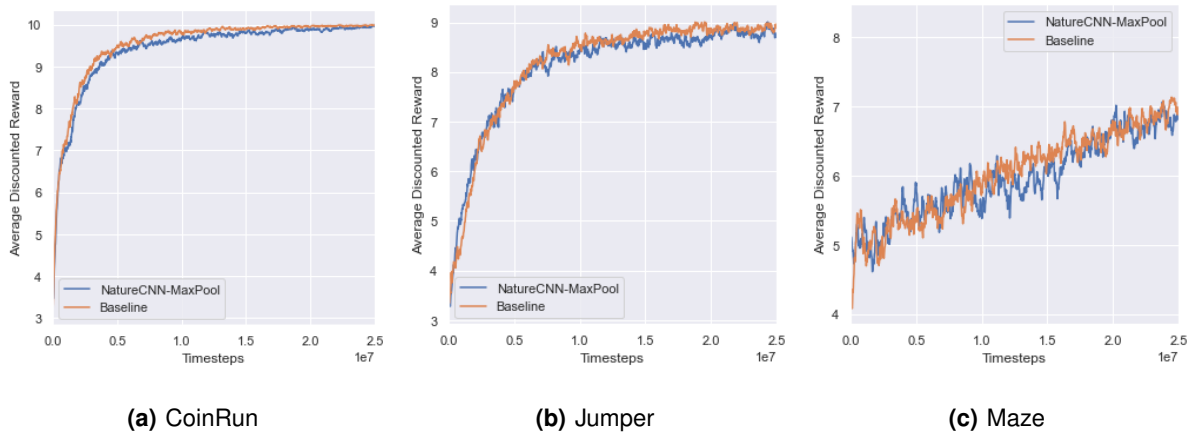 10
9
8
7
6
5
4
3
Average Discounted Reward
NatureCNN-MaxPool
Baseline
0.0 0.5 1.0 1.5 2.0 2.5
Timesteps 1e7
(a) CoinRun
9
8
7
6
5
4
3
Average Discounted Reward
NatureCNN-MaxPool
Baseline
0.0 0.5 1.0 1.5 2.0 2.5
Timesteps 1e7
(b) Jumper
NatureCNN-MaxPool
Baseline
8
7
6
5
4
Average Discounted Reward
0.0 0.5 1.0 1.5 2.0 2.5
Timesteps 1e7
(c) Maze